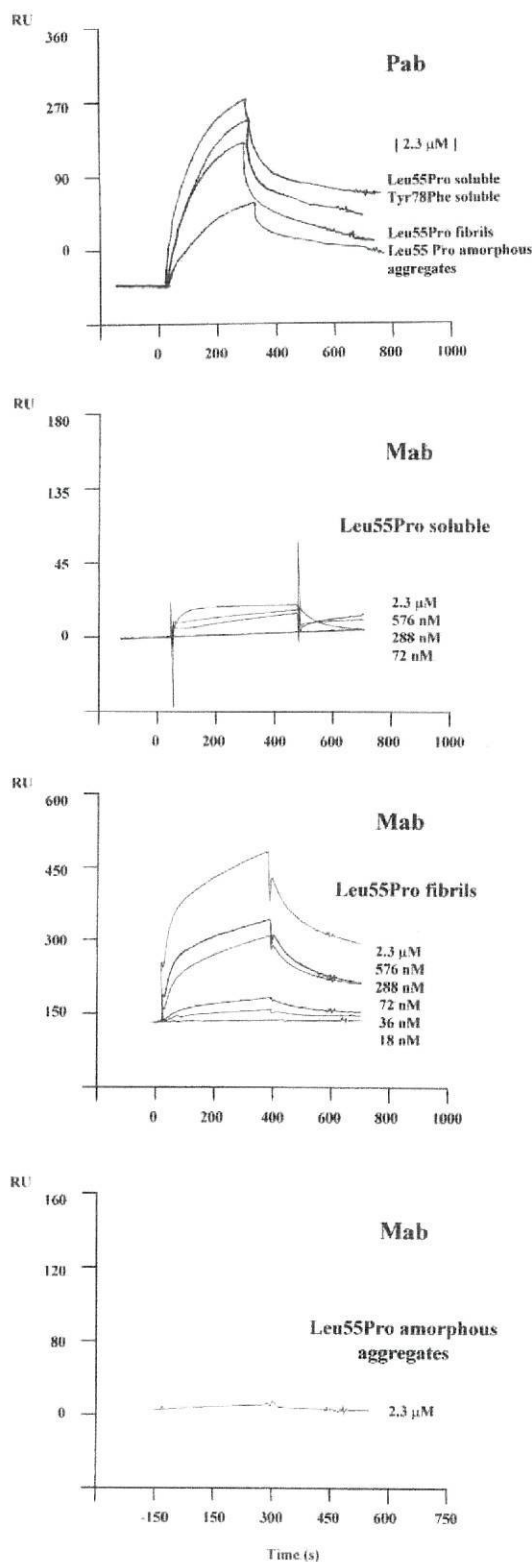 RU
360
Pab
270
[ 2.3 µM ]
90
Leu55Pro soluble
Tyr78Phe soluble
0
Leu55Pro fibrils
Leu55 Pro amorphous
aggregates
0 200 400 600 800 1000
RU
180
Mab
135
Leu55Pro soluble
45
2.3 µM
576 nM
0
288 nM
72 nM
0 200 400 600 800 1000
RU
600
Mab
450
Leu55Pro fibrils
300
2.3 µM
576 nM
288 nM
150
72 nM
36 nM
18 nM
0 200 400 600 800 1000
RU
160
Mab
120
Leu55Pro amorphous
80
aggregates
0
2.3 µM
-150 150 300 450 600 750
Time (s)